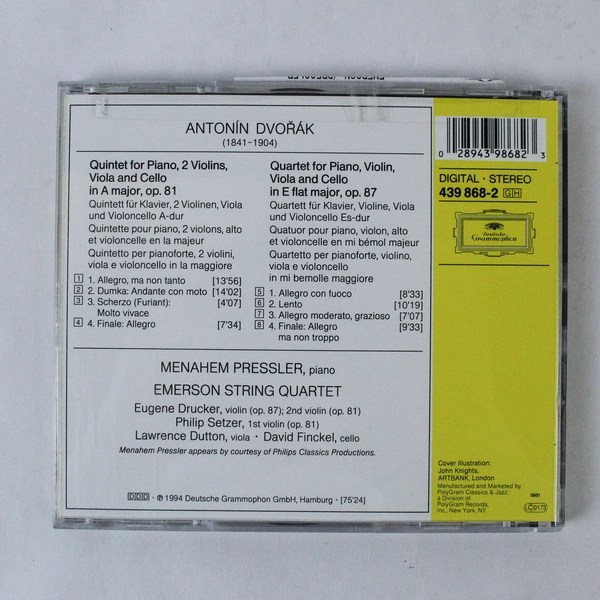 ANTONÍN DVOŘÁK
(1841–1904)
Quintet for Piano, 2 Violins,
Viola and Cello
in A major, op. 81
Quintett für Klavier, 2 Violinen, Viola
und Violoncello A-dur
Quintette pour piano, 2 violons, alto
et violoncelle en la majeur
Quintetto per pianoforte, 2 violini,
viola e violoncello in la maggiore
1 1. Allegro, ma non tanto [13'56]
2 2. Dumka: Andante con moto [14'02]
3 3. Scherzo (Furiant): [4'07]
Molto vivace
4 4. Finale: Allegro [7'34]
Quartet for Piano, Violin,
Viola and Cello
in E flat major, op. 87
Quartett für Klavier, Violine, Viola
und Violoncello Es-dur
Quatuor pour piano, violon, alto
et violoncelle en mi bémol majeur
Quartetto per pianoforte, violino,
viola e violoncello
in mi bemolle maggiore
5 1. Allegro con fuoco [8'33]
6 2. Lento [10'19]
7 3. Allegro moderato, grazioso [7'07]
8 4. Finale: Allegro [9'33]
ma non troppo
MENAHEM PRESSLER, piano
EMERSON STRING QUARTET
Eugene Drucker, violin (op. 87); 2nd violin (op. 81)
Philip Setzer, 1st violin (op. 81)
Lawrence Dutton, viola · David Finckel, cello
Menahem Pressler appears by courtesy of Philips Classics Productions.
DDD · ℗ 1994 Deutsche Grammophon GmbH, Hamburg · [75'24]
0 28943 98682 3
DIGITAL · STEREO
439 868-2 GH
Deutsche
Grammophon
Cover Illustration:
John Knights,
ARTBANK, London
Manufactured and Marketed by
PolyGram Classics & Jazz,
a Division of
PolyGram Records,
Inc., New York, NY
0801
LC 0173